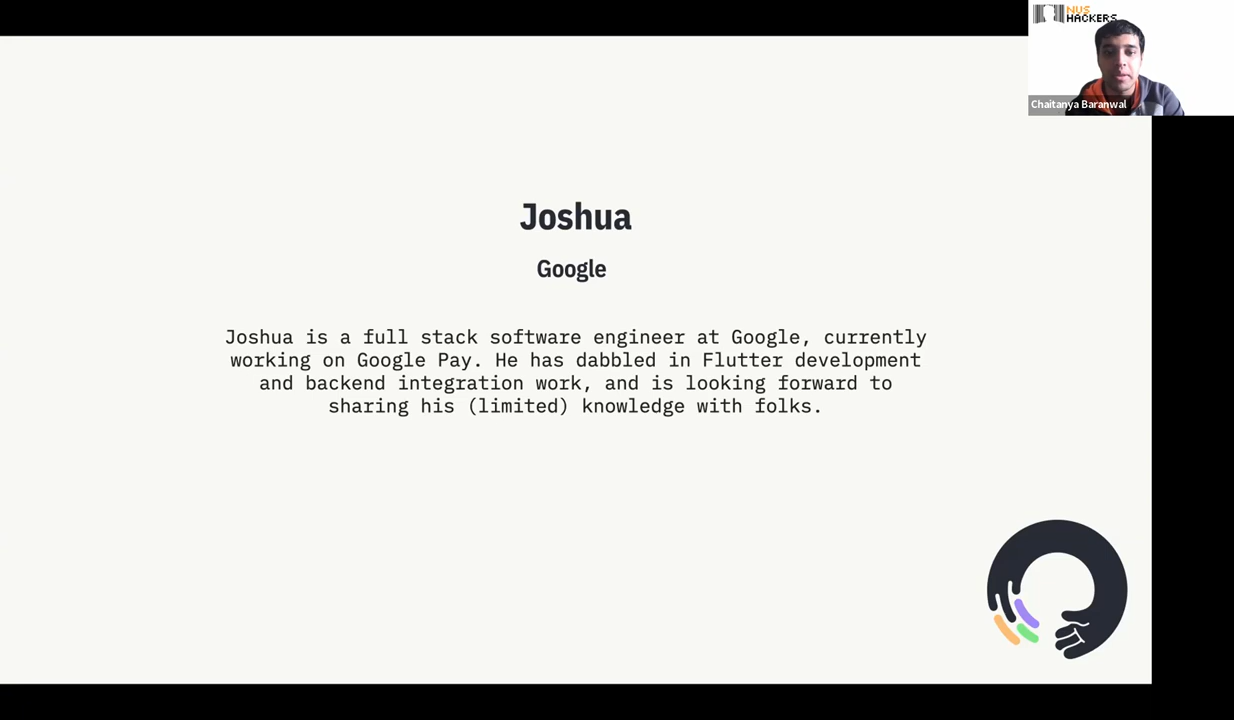 NUS
HACKERS
Chaitanya Baranwal
Joshua
Google
Joshua is a full stack software engineer at Google, currently
working on Google Pay. He has dabbled in Flutter development
and backend integration work, and is looking forward to
sharing his (limited) knowledge with folks.